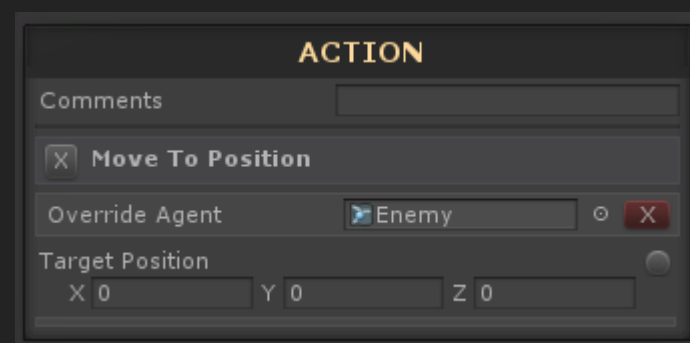 ACTION
Comments
X Move To Position
Override Agent Enemy X
Target Position
X 0 Y 0 Z 0